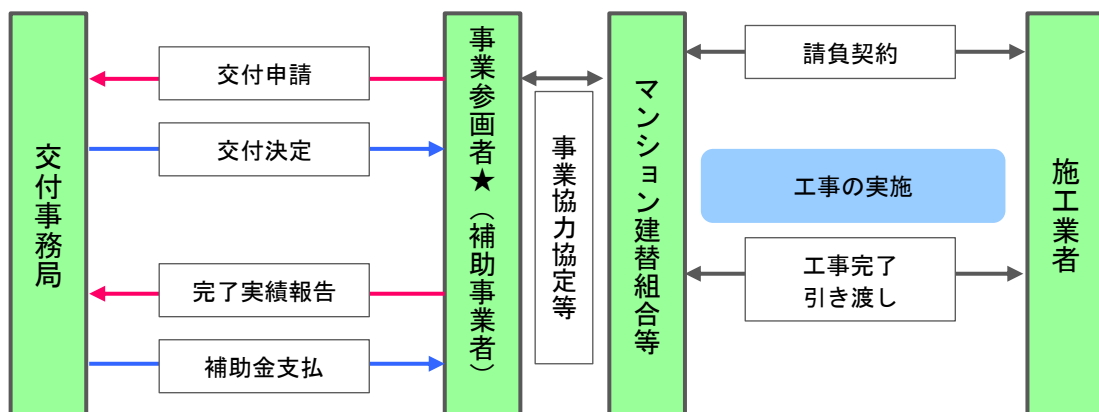 交付事務局
交付申請
交付決定
完了実績報告
補助金支払
事業参画者★（補助事業者）
事業協力協定等
マンション建替組合等
請負契約
工事の実施
工事完了
引き渡し
施工業者